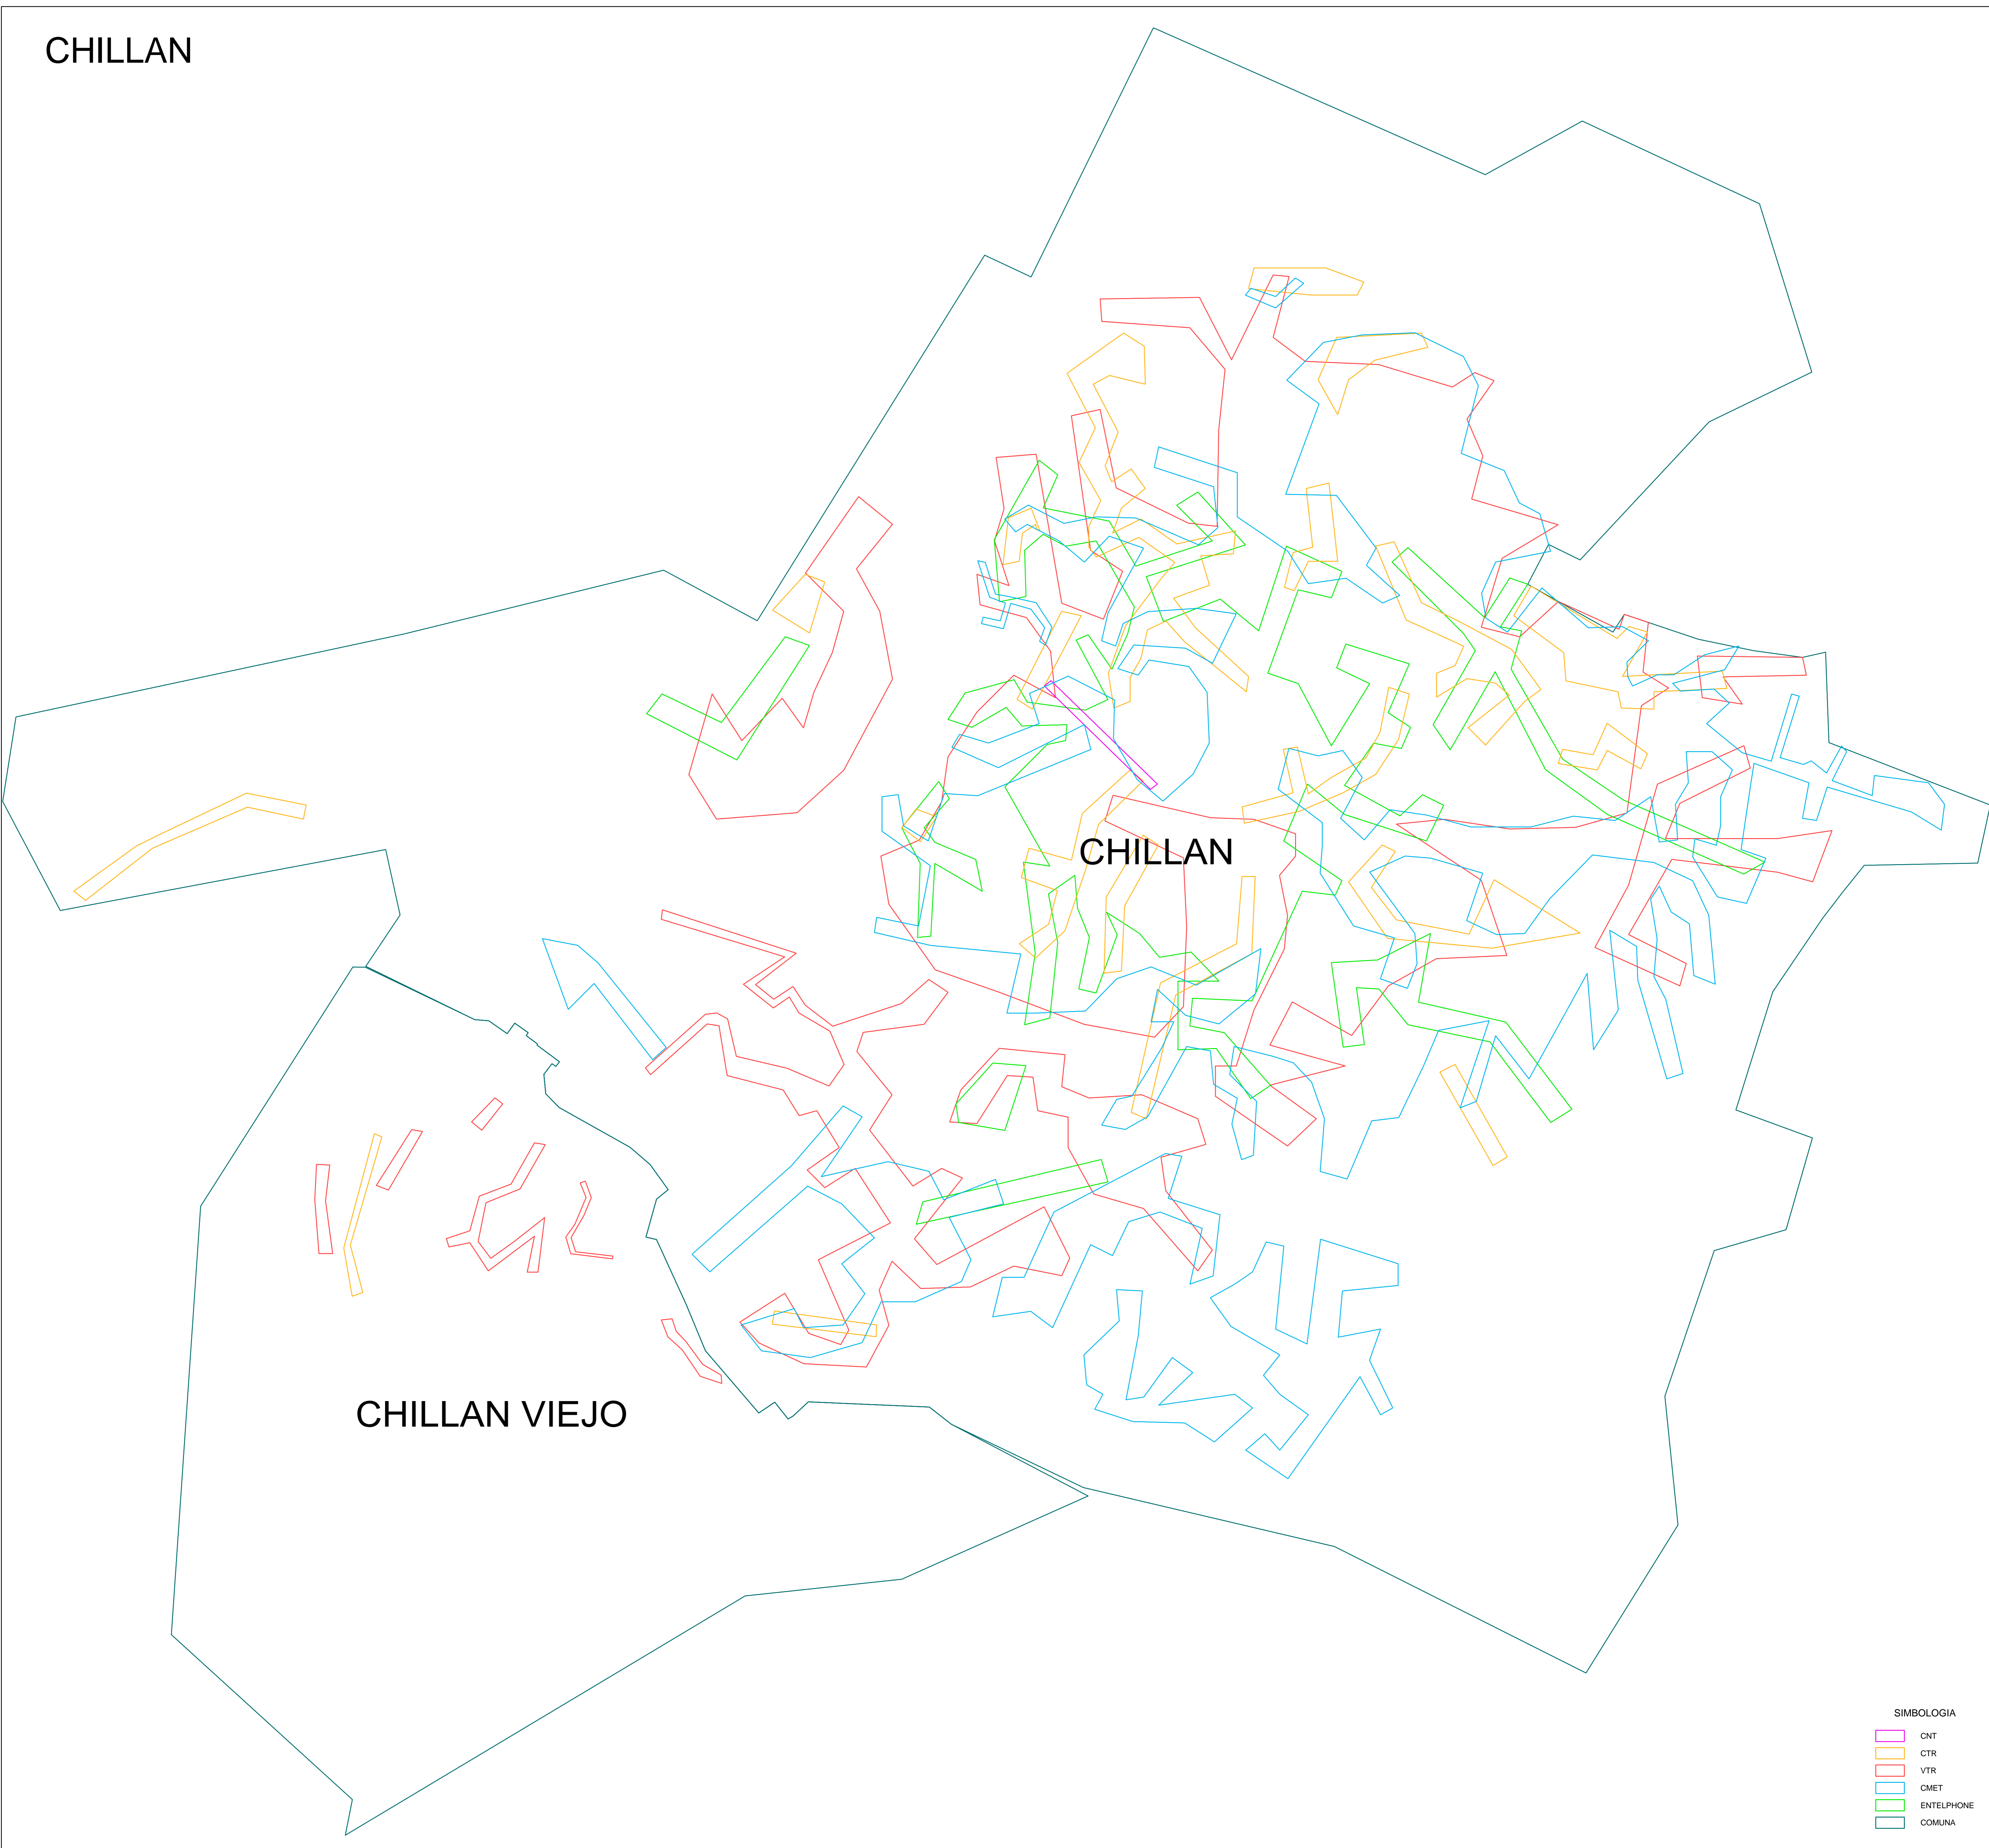 CHILLAN
CHILLAN
CHILLAN VIEJO
SIMBOLOGIA
CNT
CTR
VTR
CMET
ENTELPHONE
COMUNA